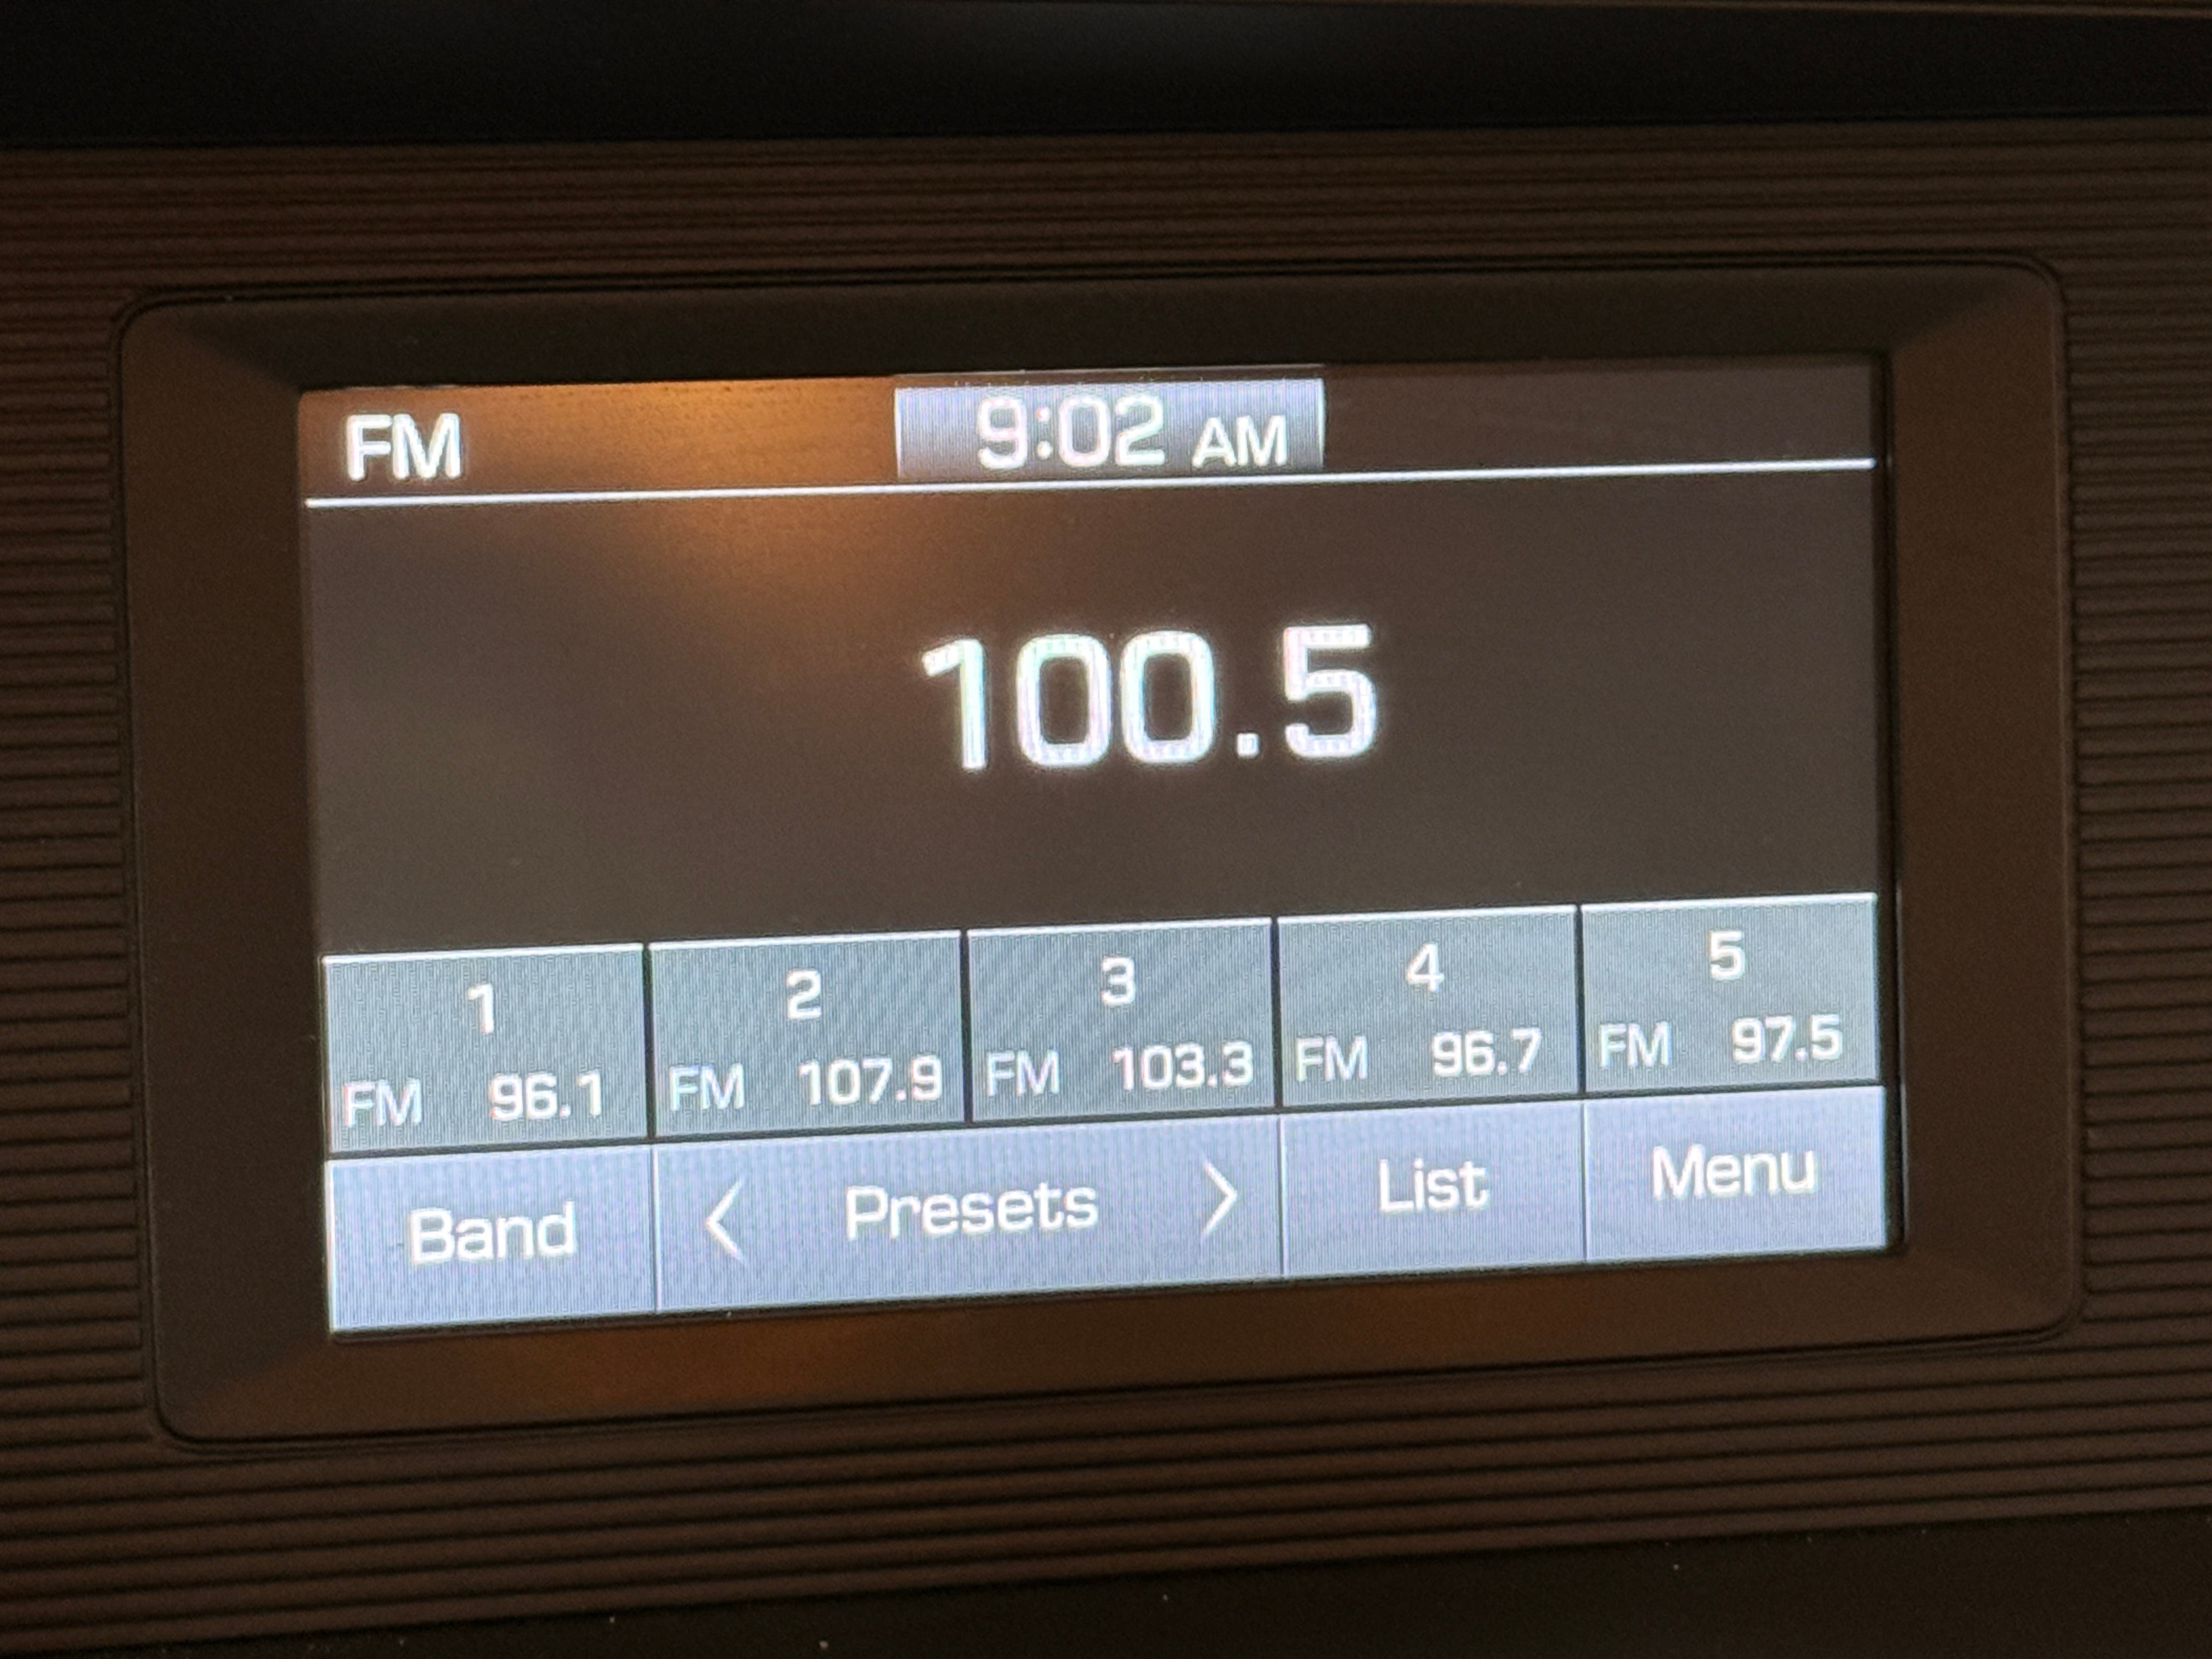 FM 9:02 AM
100.5
1 2 3 4 5
FM 96.1 FM 107.9 FM 103.3 FM 96.7 FM 97.5
Band < Presets > List Menu